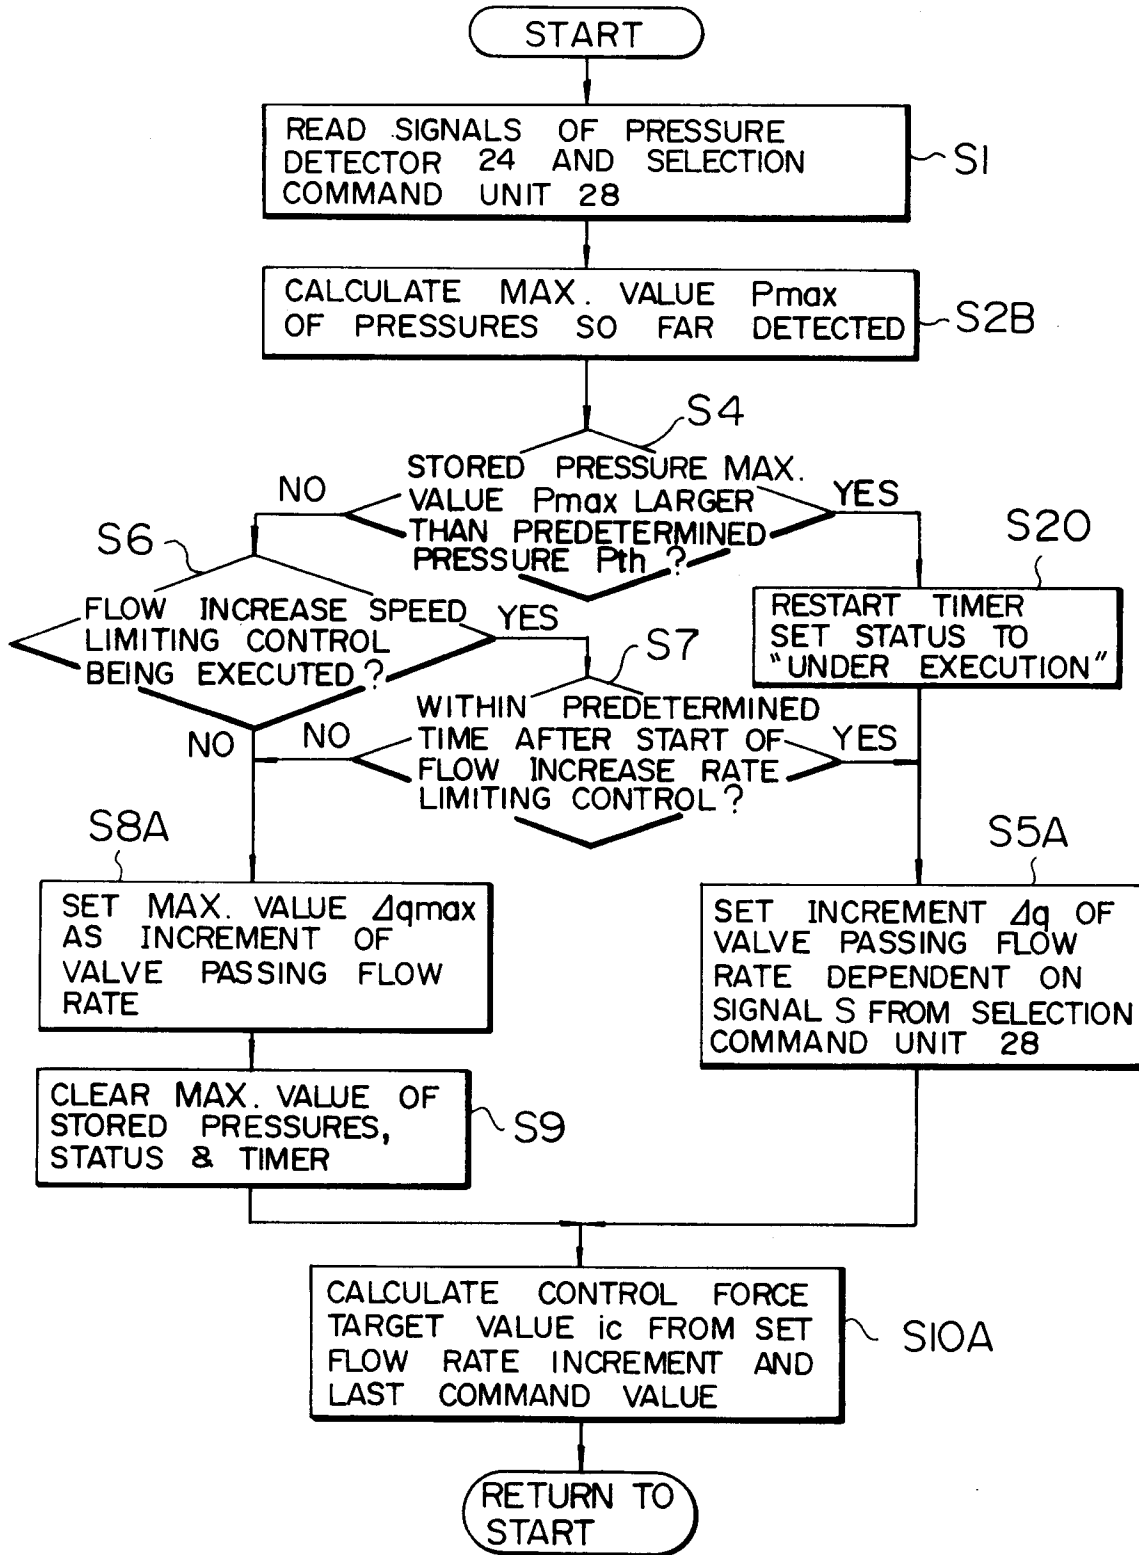 START
READ SIGNALS OF PRESSURE
DETECTOR 24 AND SELECTION
COMMAND UNIT 28
S1
CALCULATE MAX. VALUE Pmax
OF PRESSURES SO FAR DETECTED
S2B
S4
STORED PRESSURE MAX.
VALUE Pmax LARGER
THAN PREDETERMINED
PRESSURE Pth ?
NO
YES
S6
FLOW INCREASE SPEED
LIMITING CONTROL
BEING EXECUTED ?
YES
NO
S20
RESTART TIMER
SET STATUS TO
"UNDER EXECUTION"
S7
WITHIN PREDETERMINED
TIME AFTER START OF
FLOW INCREASE RATE
LIMITING CONTROL ?
NO
YES
S8A
SET MAX. VALUE Δqmax
AS INCREMENT OF
VALVE PASSING FLOW
RATE
S5A
SET INCREMENT Δq OF
VALVE PASSING FLOW
RATE DEPENDENT ON
SIGNAL S FROM SELECTION
COMMAND UNIT 28
CLEAR MAX. VALUE OF
STORED PRESSURES,
STATUS & TIMER
S9
CALCULATE CONTROL FORCE
TARGET VALUE ic FROM SET
FLOW RATE INCREMENT AND
LAST COMMAND VALUE
S10A
RETURN TO
START